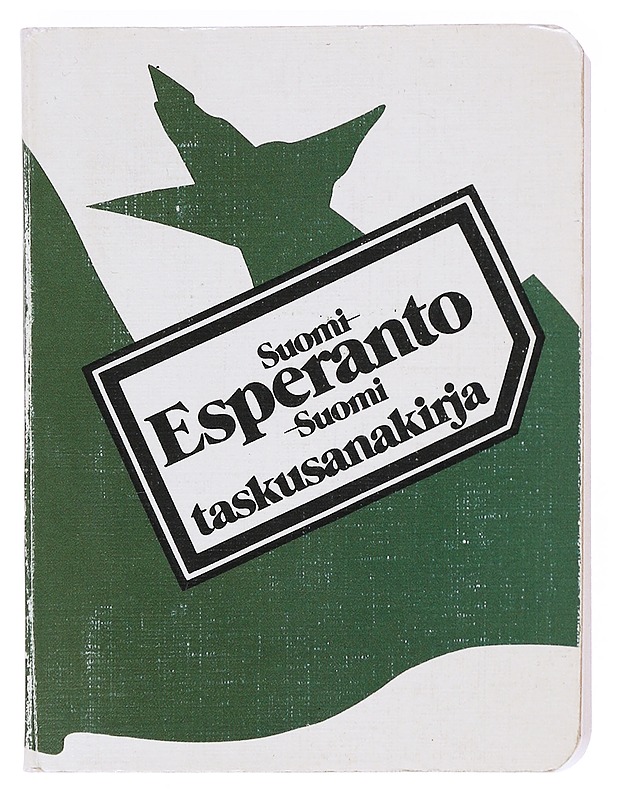 Suomi-
Esperanto
-Suomi
taskusanakirja